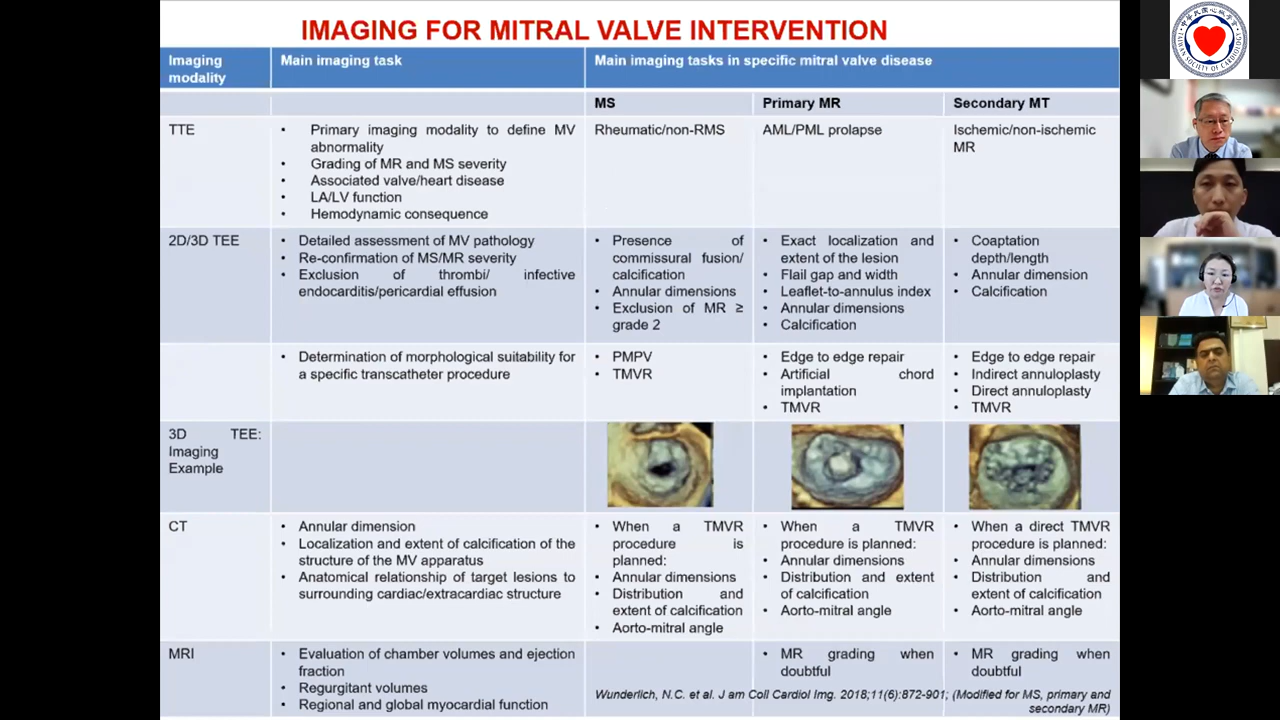 IMAGING FOR MITRAL VALVE INTERVENTION
Imaging modality
Main imaging task
Main imaging tasks in specific mitral valve disease
MS
Primary MR
Secondary MT
TTE
• Primary imaging modality to define MV
abnormality
• Grading of MR and MS severity
• Associated valve/heart disease
• LA/LV function
• Hemodynamic consequence
Rheumatic/non-RMS
AML/PML prolapse
Ischemic/non-ischemic
MR
2D/3D TEE
• Detailed assessment of MV pathology
• Re-confirmation of MS/MR severity
• Exclusion of thrombi/ infective
endocarditis/pericardial effusion
• Presence of
commissural fusion/
calcification
• Annular dimensions
• Exclusion of MR ≥
grade 2
• Exact localization and
extent of the lesion
• Flail gap and width
• Leaflet-to-annulus index
• Annular dimensions
• Calcification
• Coaptation
depth/length
• Annular dimension
• Calcification
• Determination of morphological suitability for
a specific transcatheter procedure
• PMPV
• TMVR
• Edge to edge repair
• Artificial chord
implantation
• TMVR
• Edge to edge repair
• Indirect annuloplasty
• Direct annuloplasty
• TMVR
3D TEE:
Imaging
Example
CT
• Annular dimension
• Localization and extent of calcification of the
structure of the MV apparatus
• Anatomical relationship of target lesions to
surrounding cardiac/extracardiac structure
• When a TMVR
procedure is
planned:
• Annular dimensions
• Distribution and
extent of calcification
• Aorto-mitral angle
• When a TMVR
procedure is planned:
• Annular dimensions
• Distribution and extent
of calcification
• Aorto-mitral angle
• When a direct TMVR
procedure is planned:
• Annular dimensions
• Distribution and
extent of calcification
• Aorto-mitral angle
MRI
• Evaluation of chamber volumes and ejection
fraction
• Regurgitant volumes
• Regional and global myocardial function
• MR grading when
doubtful
• MR grading when
doubtful
Wunderlich, N.C. et al. J am Coll Cardiol Img. 2018;11(6):872-901; (Modified for MS, primary and
secondary MR)
中華民國心臟學會
TAIWAN SOCIETY OF CARDIOLOGY